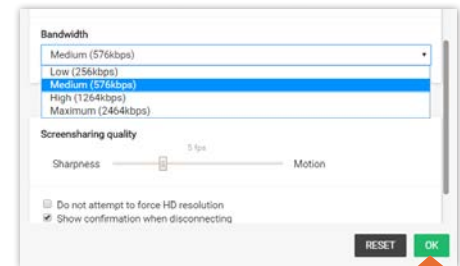 Bandwidth
Medium (576kbps)
Low (256kbps)
Medium (576kbps)
High (1264kbps)
Maximum (2464kbps)
Screensharing quality
5 fps
Sharpness Motion
Do not attempt to force HD resolution
Show confirmation when disconnecting
RESET OK